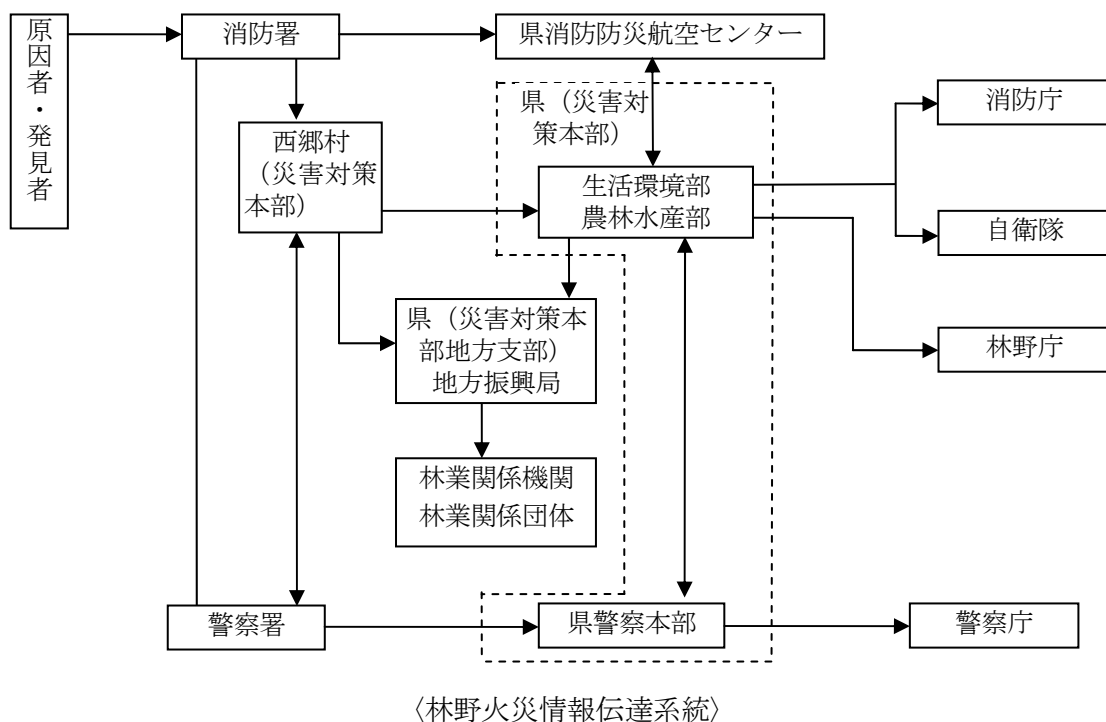 原因者・発見者
消防署
県消防防災航空センター
県（災害対
策本部）
消防庁
西郷村
（災害対策
本部）
生活環境部
農林水産部
自衛隊
県（災害対策本
部地方支部）
地方振興局
林野庁
林業関係機関
林業関係団体
警察署
県警察本部
警察庁
〈林野火災情報伝達系統〉